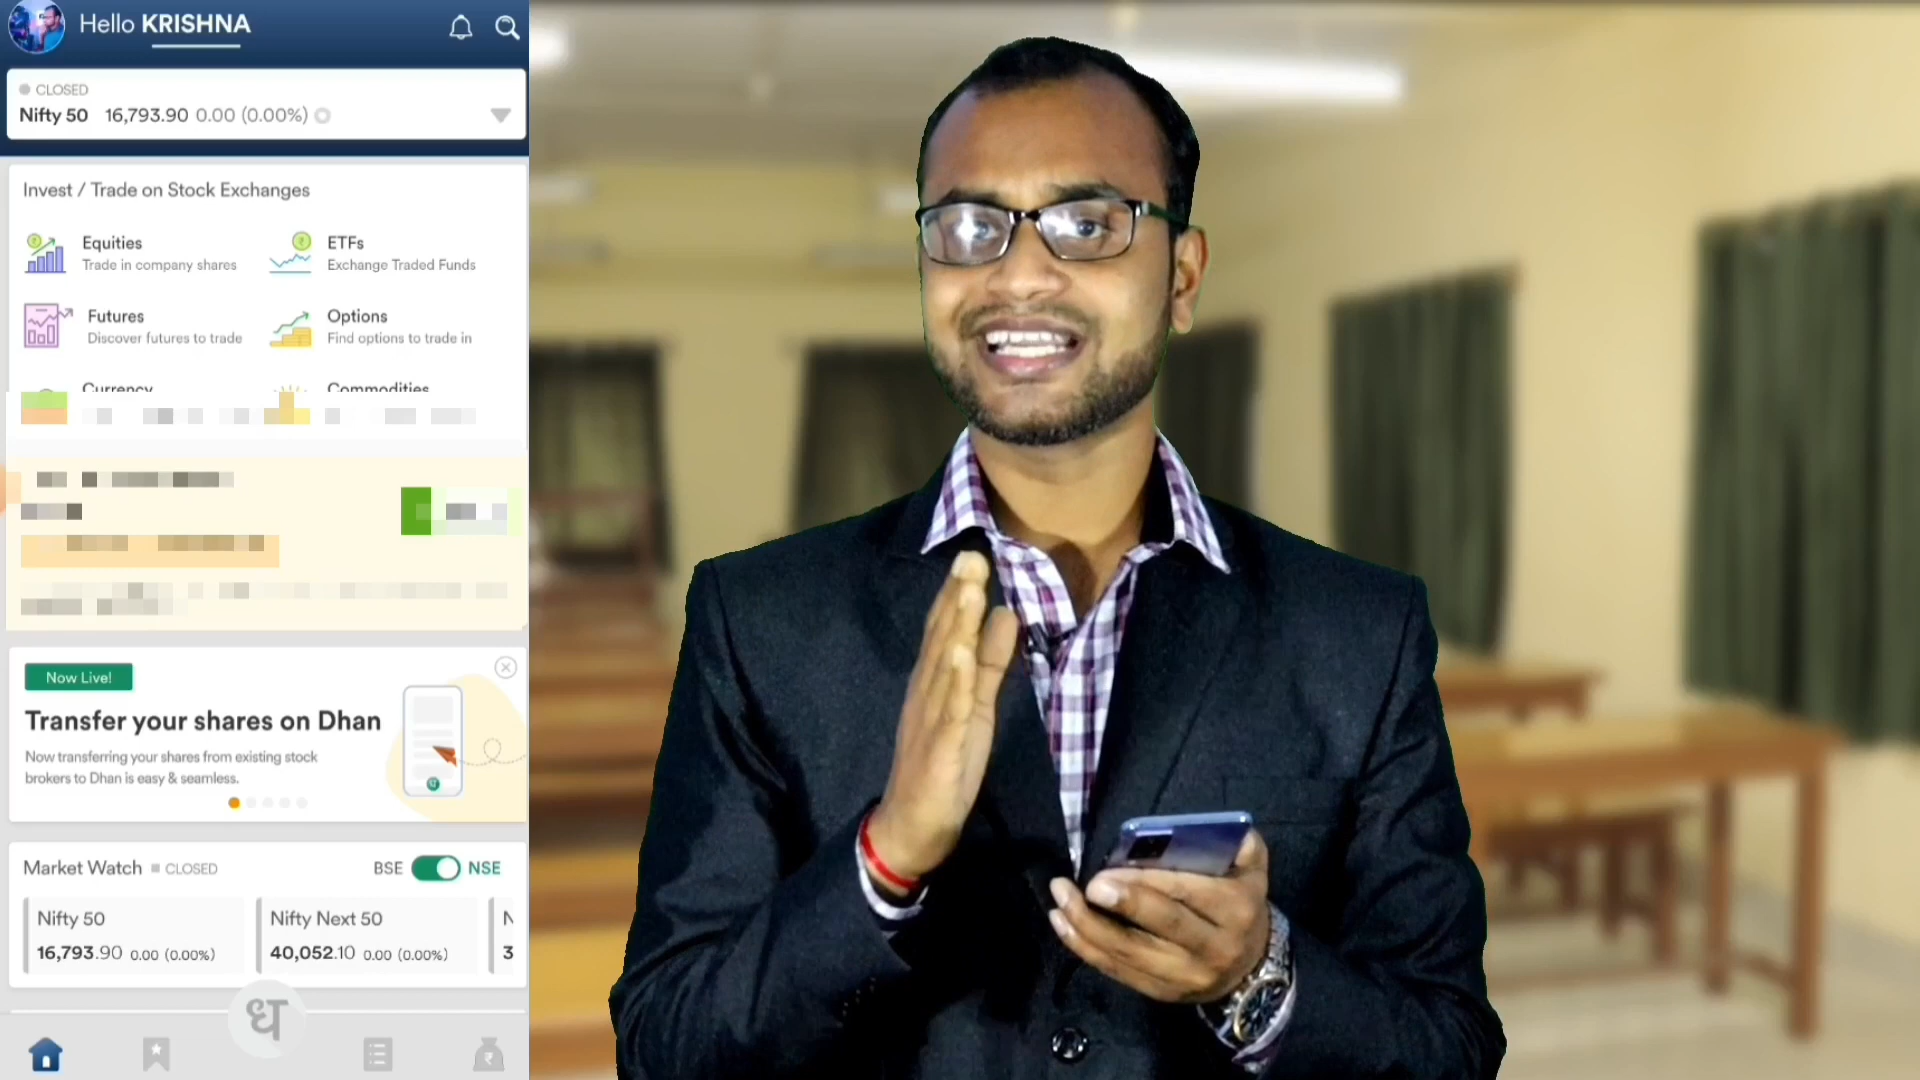 Hello KRISHNA
CLOSED
Nifty 50 16,793.90 0.00 (0.00%)
Invest / Trade on Stock Exchanges
Equities
Trade in company shares
ETFs
Exchange Traded Funds
Futures
Discover futures to trade
Options
Find options to trade in
Currency
Commodities
Now Live!
Transfer your shares on Dhan
Now transferring your shares from existing stock
brokers to Dhan is easy & seamless.
Market Watch CLOSED BSE NSE
Nifty 50
16,793.90 0.00 (0.00%)
Nifty Next 50
40,052.10 0.00 (0.00%)
N
3
ध